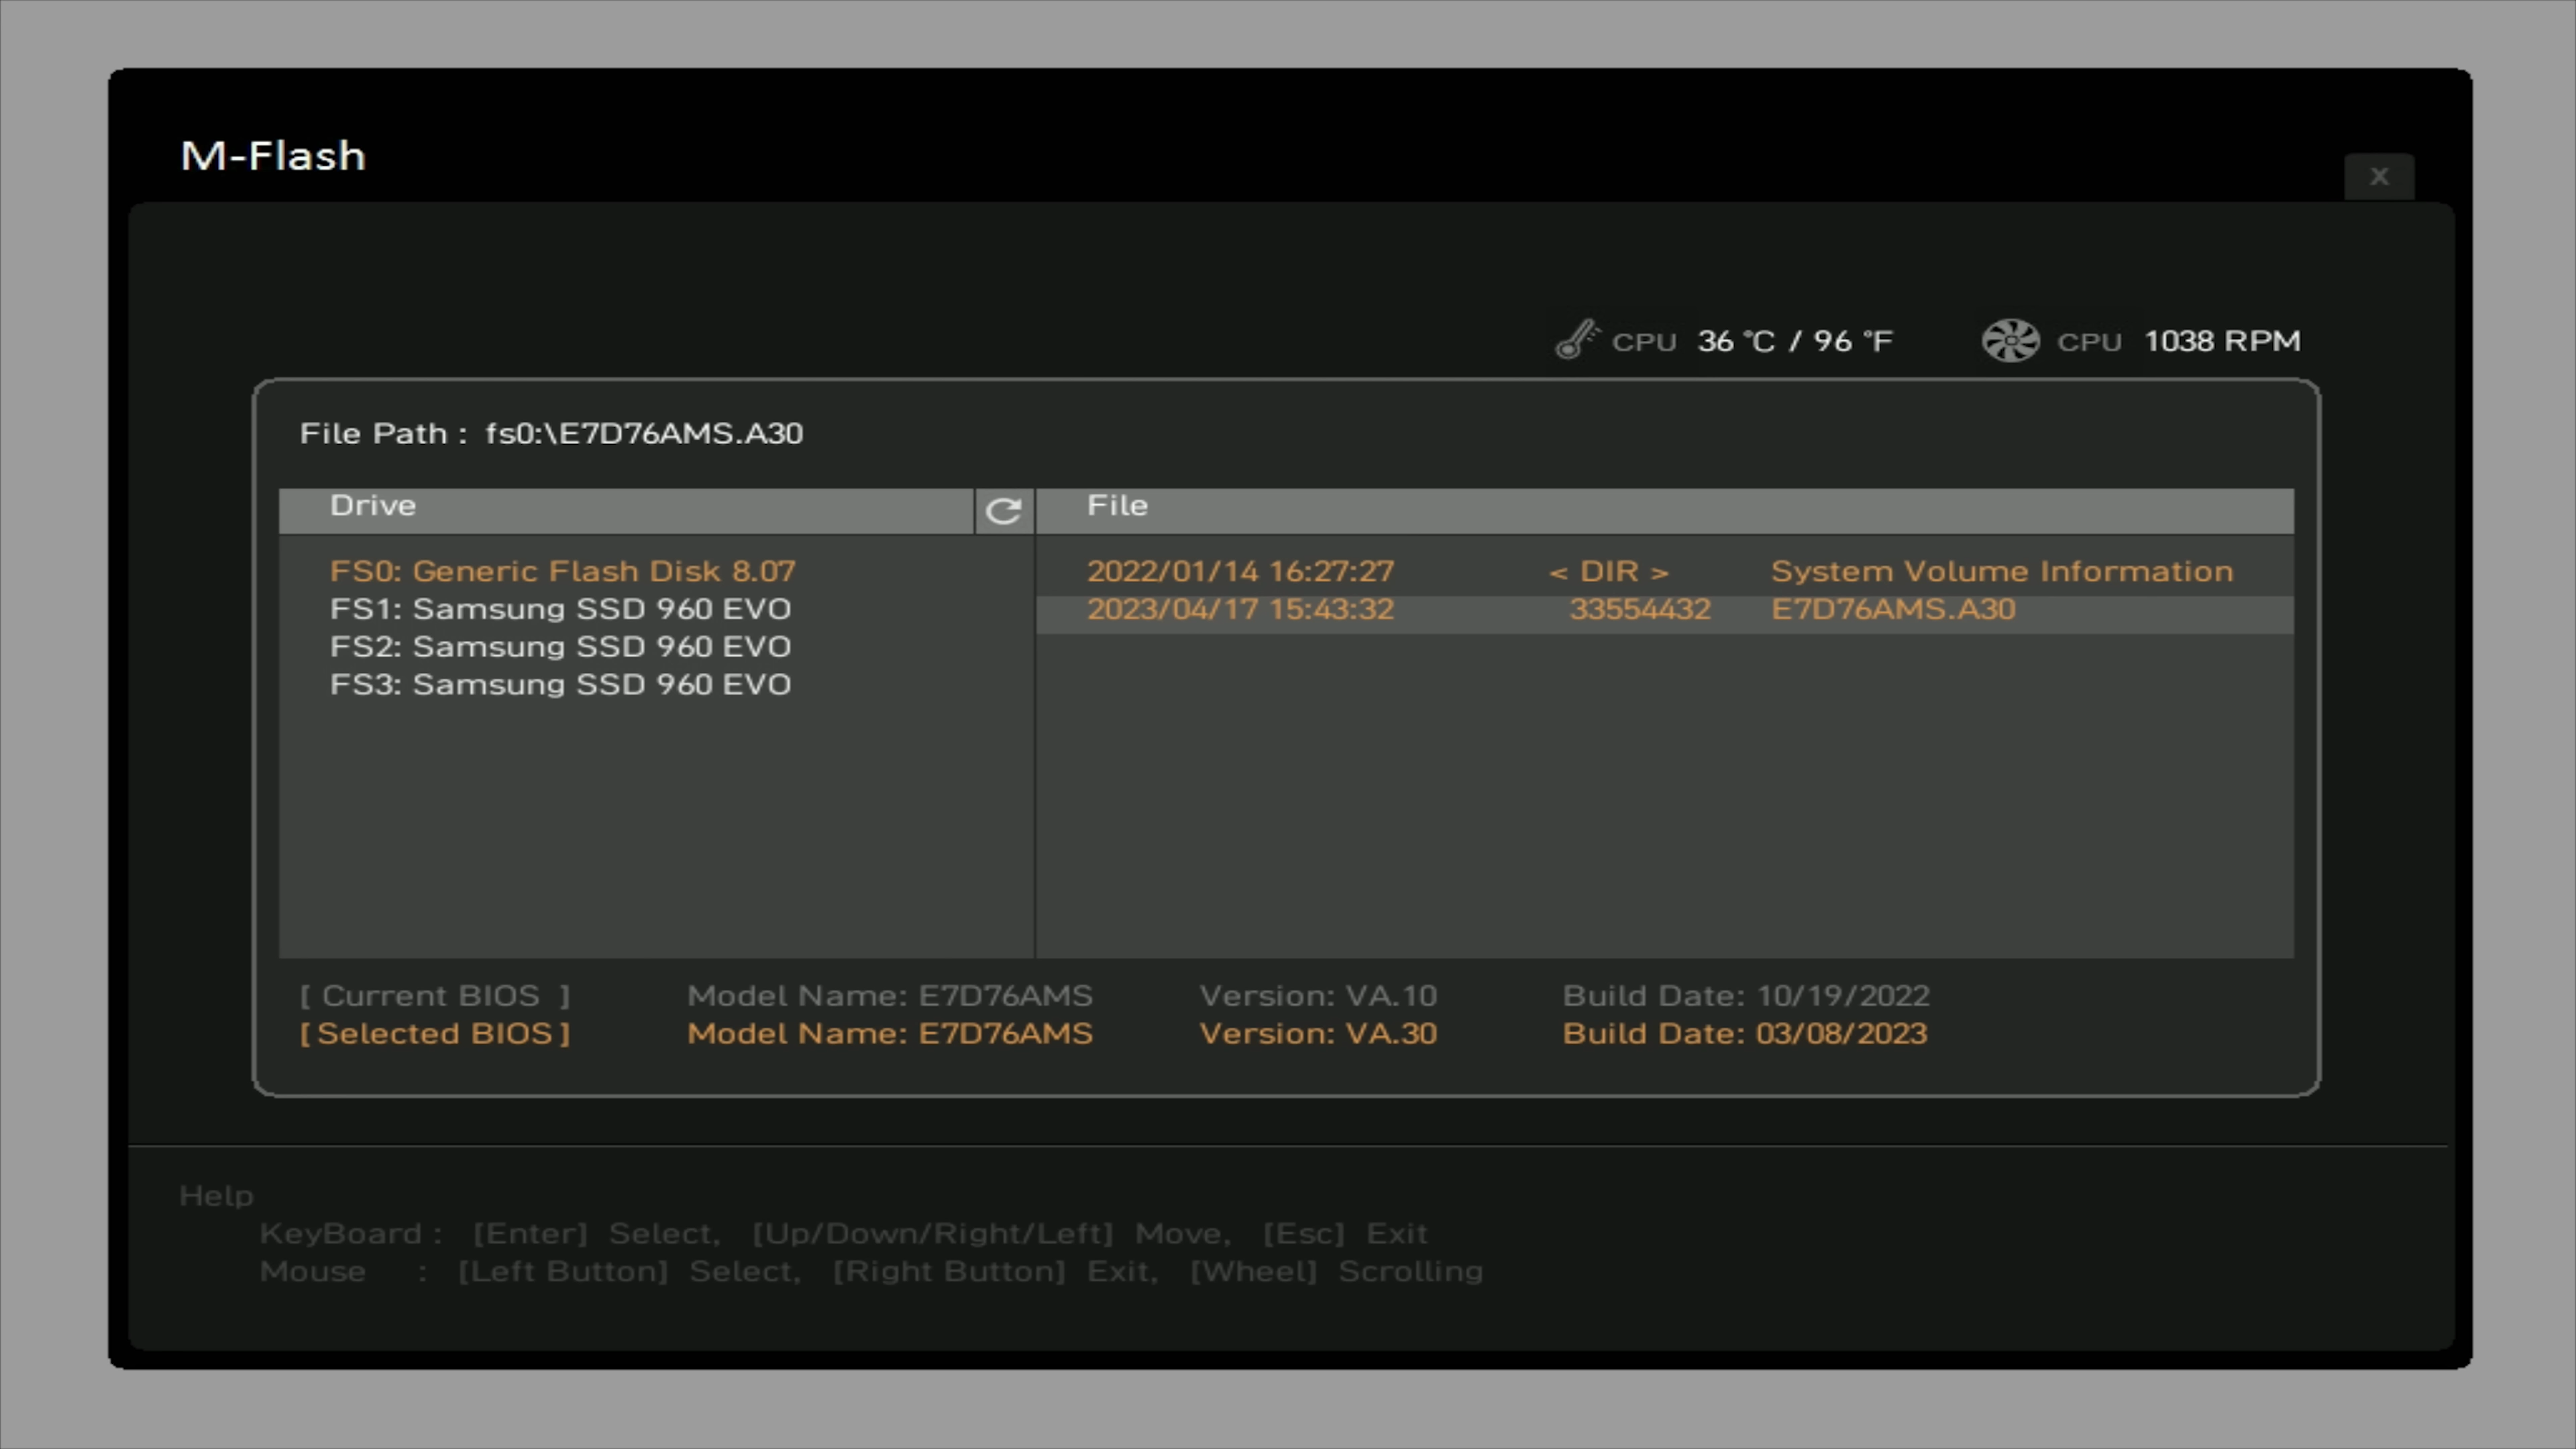 M-Flash
X
CPU 36 °C / 96 °F CPU 1038 RPM
File Path : fs0:\E7D76AMS.A30
Drive File
FS0: Generic Flash Disk 8.07 2022/01/14 16:27:27 < DIR > System Volume Information
FS1: Samsung SSD 960 EVO 2023/04/17 15:43:32 33554432 E7D76AMS.A30
FS2: Samsung SSD 960 EVO
FS3: Samsung SSD 960 EVO
[ Current BIOS ] Model Name: E7D76AMS Version: VA.10 Build Date: 10/19/2022
[ Selected BIOS ] Model Name: E7D76AMS Version: VA.30 Build Date: 03/08/2023
Help
KeyBoard : [Enter] Select, [Up/Down/Right/Left] Move, [Esc] Exit
Mouse : [Left Button] Select, [Right Button] Exit, [Wheel] Scrolling